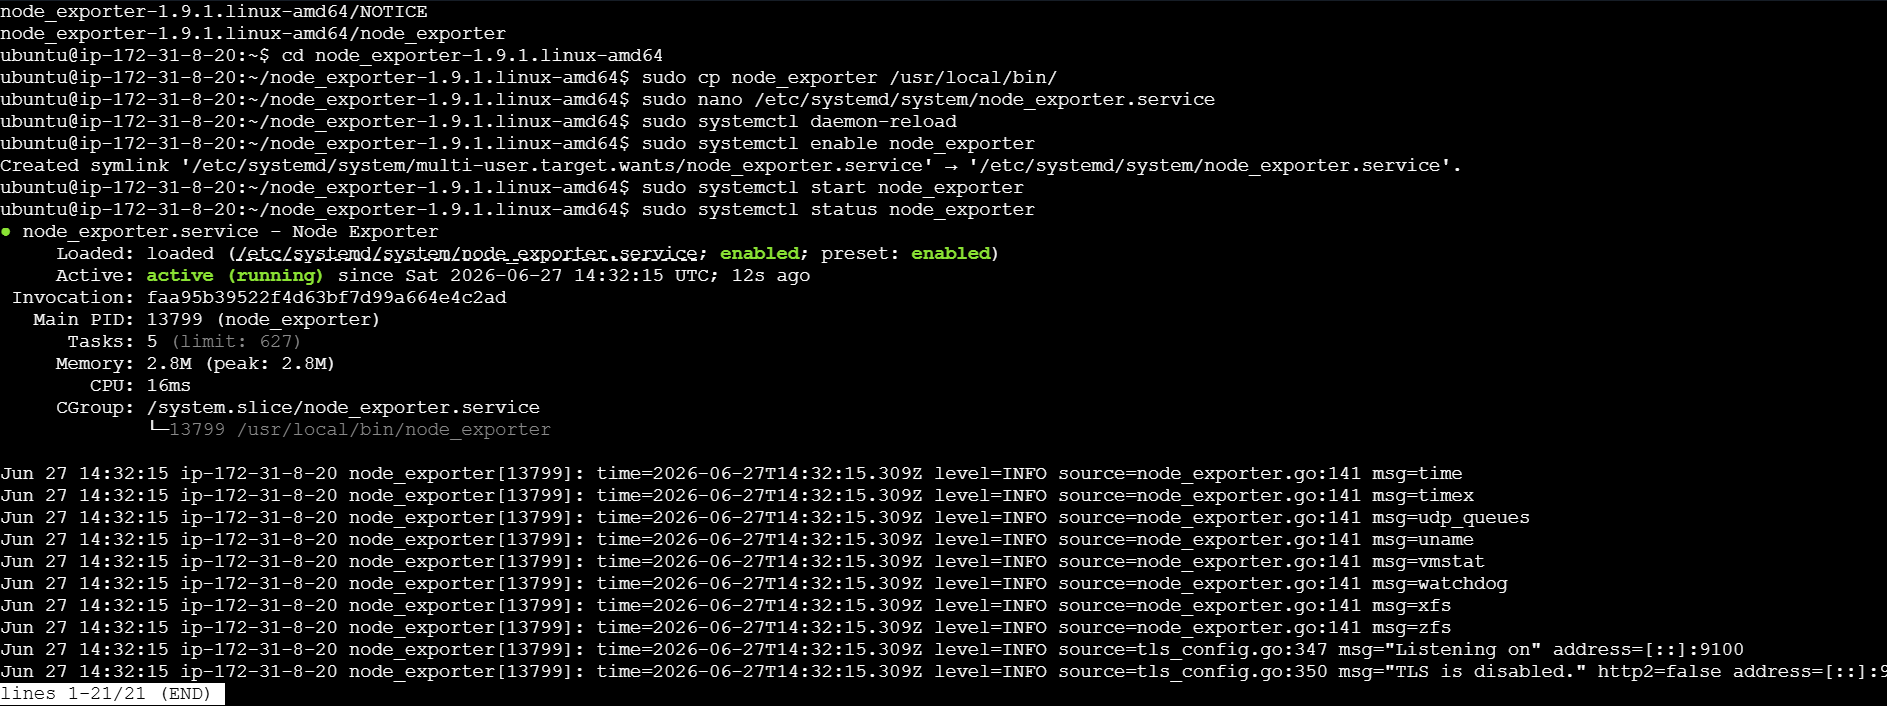 node_exporter-1.9.1.linux-amd64/NOTICE
node_exporter-1.9.1.linux-amd64/node_exporter
ubuntu@ip-172-31-8-20:~$ cd node_exporter-1.9.1.linux-amd64
ubuntu@ip-172-31-8-20:~/node_exporter-1.9.1.linux-amd64$ sudo cp node_exporter /usr/local/bin/
ubuntu@ip-172-31-8-20:~/node_exporter-1.9.1.linux-amd64$ sudo nano /etc/systemd/system/node_exporter.service
ubuntu@ip-172-31-8-20:~/node_exporter-1.9.1.linux-amd64$ sudo systemctl daemon-reload
ubuntu@ip-172-31-8-20:~/node_exporter-1.9.1.linux-amd64$ sudo systemctl enable node_exporter
Created symlink '/etc/systemd/system/multi-user.target.wants/node_exporter.service' → '/etc/systemd/system/node_exporter.service'.
ubuntu@ip-172-31-8-20:~/node_exporter-1.9.1.linux-amd64$ sudo systemctl start node_exporter
ubuntu@ip-172-31-8-20:~/node_exporter-1.9.1.linux-amd64$ sudo systemctl status node_exporter
● node_exporter.service - Node Exporter
Loaded: loaded (/etc/systemd/system/node_exporter.service; enabled; preset: enabled)
Active: active (running) since Sat 2026-06-27 14:32:15 UTC; 12s ago
Invocation: faa95b39522f4d63bf7d99a664e4c2ad
Main PID: 13799 (node_exporter)
Tasks: 5 (limit: 627)
Memory: 2.8M (peak: 2.8M)
CPU: 16ms
CGroup: /system.slice/node_exporter.service
└─13799 /usr/local/bin/node_exporter
Jun 27 14:32:15 ip-172-31-8-20 node_exporter[13799]: time=2026-06-27T14:32:15.309Z level=INFO source=node_exporter.go:141 msg=time
Jun 27 14:32:15 ip-172-31-8-20 node_exporter[13799]: time=2026-06-27T14:32:15.309Z level=INFO source=node_exporter.go:141 msg=timex
Jun 27 14:32:15 ip-172-31-8-20 node_exporter[13799]: time=2026-06-27T14:32:15.309Z level=INFO source=node_exporter.go:141 msg=udp_queues
Jun 27 14:32:15 ip-172-31-8-20 node_exporter[13799]: time=2026-06-27T14:32:15.309Z level=INFO source=node_exporter.go:141 msg=uname
Jun 27 14:32:15 ip-172-31-8-20 node_exporter[13799]: time=2026-06-27T14:32:15.309Z level=INFO source=node_exporter.go:141 msg=vmstat
Jun 27 14:32:15 ip-172-31-8-20 node_exporter[13799]: time=2026-06-27T14:32:15.309Z level=INFO source=node_exporter.go:141 msg=watchdog
Jun 27 14:32:15 ip-172-31-8-20 node_exporter[13799]: time=2026-06-27T14:32:15.309Z level=INFO source=node_exporter.go:141 msg=xfs
Jun 27 14:32:15 ip-172-31-8-20 node_exporter[13799]: time=2026-06-27T14:32:15.309Z level=INFO source=node_exporter.go:141 msg=zfs
Jun 27 14:32:15 ip-172-31-8-20 node_exporter[13799]: time=2026-06-27T14:32:15.309Z level=INFO source=tls_config.go:347 msg="Listening on" address=[::]:9100
Jun 27 14:32:15 ip-172-31-8-20 node_exporter[13799]: time=2026-06-27T14:32:15.309Z level=INFO source=tls_config.go:350 msg="TLS is disabled." http2=false address=[::]:9
lines 1-21/21 (END)